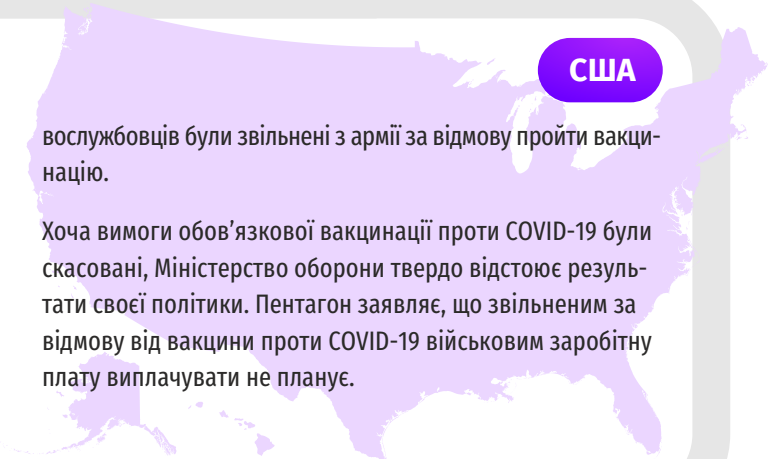 США
вослужбовців були звільнені з армії за відмову пройти вакци-
націю.
Хоча вимоги обов’язкової вакцинації проти COVID-19 були
скасовані, Міністерство оборони твердо відстоює резуль-
тати своєї політики. Пентагон заявляє, що звільненим за
відмову від вакцини проти COVID-19 військовим заробітну
плату виплачувати не планує.